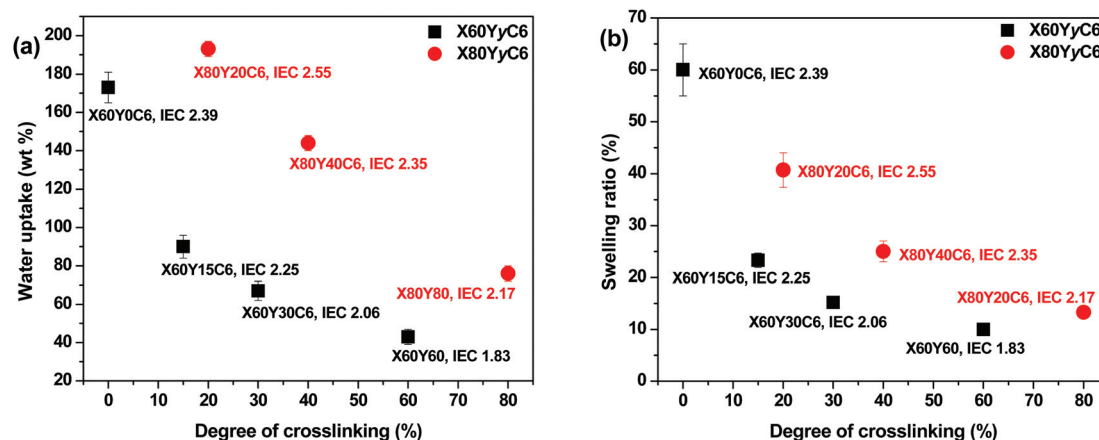 (a)
X60YyC6
X80YyC6
X80Y20C6, IEC 2.55
X60Y0C6, IEC 2.39
X80Y40C6, IEC 2.35
X60Y15C6, IEC 2.25
X80Y80, IEC 2.17
X60Y30C6, IEC 2.06
X60Y60, IEC 1.83
Water uptake (wt %)
200
180
160
140
120
100
80
60
40
20
0 10 20 30 40 50 60 70 80
Degree of crosslinking (%)
(b)
X60YyC6
X80YyC6
X60Y0C6, IEC 2.39
X80Y20C6, IEC 2.55
X80Y40C6, IEC 2.35
X60Y15C6, IEC 2.25
X80Y20C6, IEC 2.17
X60Y30C6, IEC 2.06
X60Y60, IEC 1.83
Swelling ratio (%)
70
60
50
40
30
20
10
0
0 10 20 30 40 50 60 70 80
Degree of crosslinking (%)